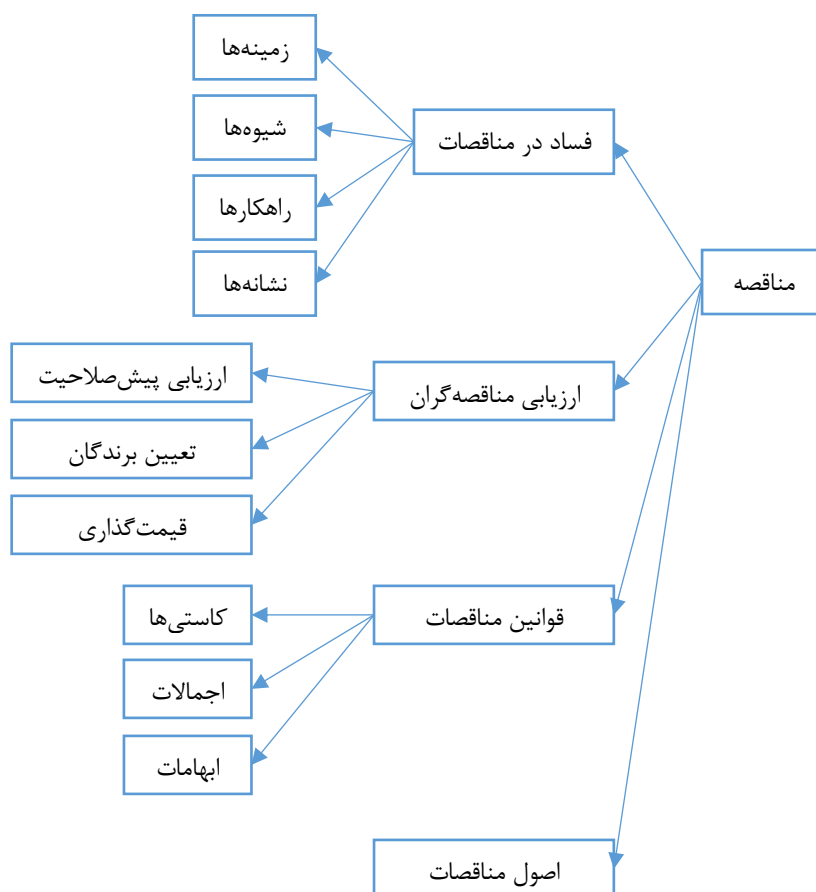 مناقصه
فساد در مناقصات
زمینه‌ها
شیوه‌ها
راهکارها
نشانه‌ها
ارزیابی مناقصه‌گران
ارزیابی پیش‌صلاحیت
تعیین برندگان
قیمت‌گذاری
قوانین مناقصات
کاستی‌ها
اجمالات
ابهامات
اصول مناقصات